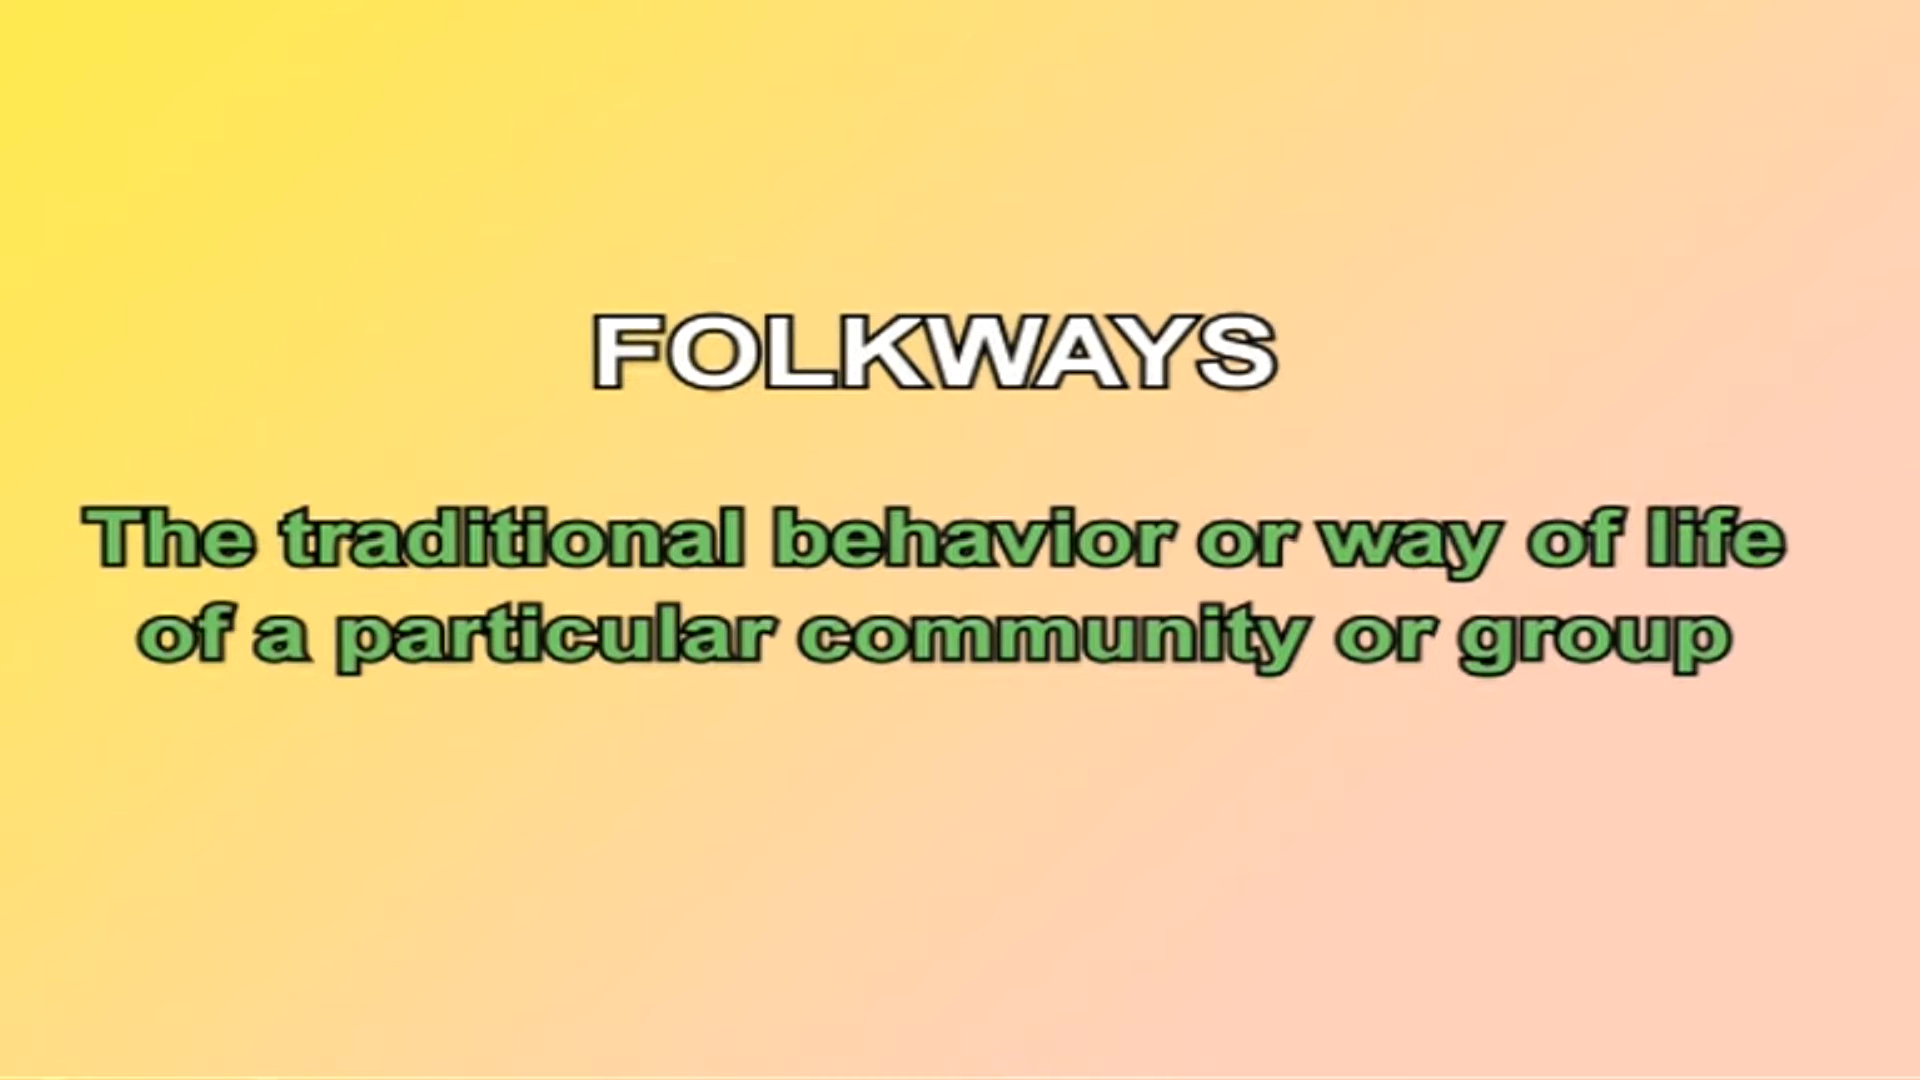 FOLKWAYS
The traditional behavior or way of life
of a particular community or group